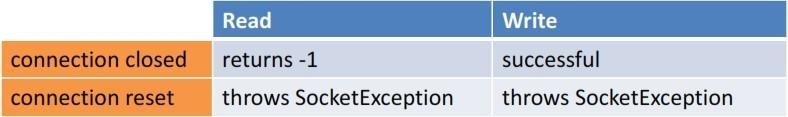 Read Write
connection closed returns -1 successful
connection reset throws SocketException throws SocketException